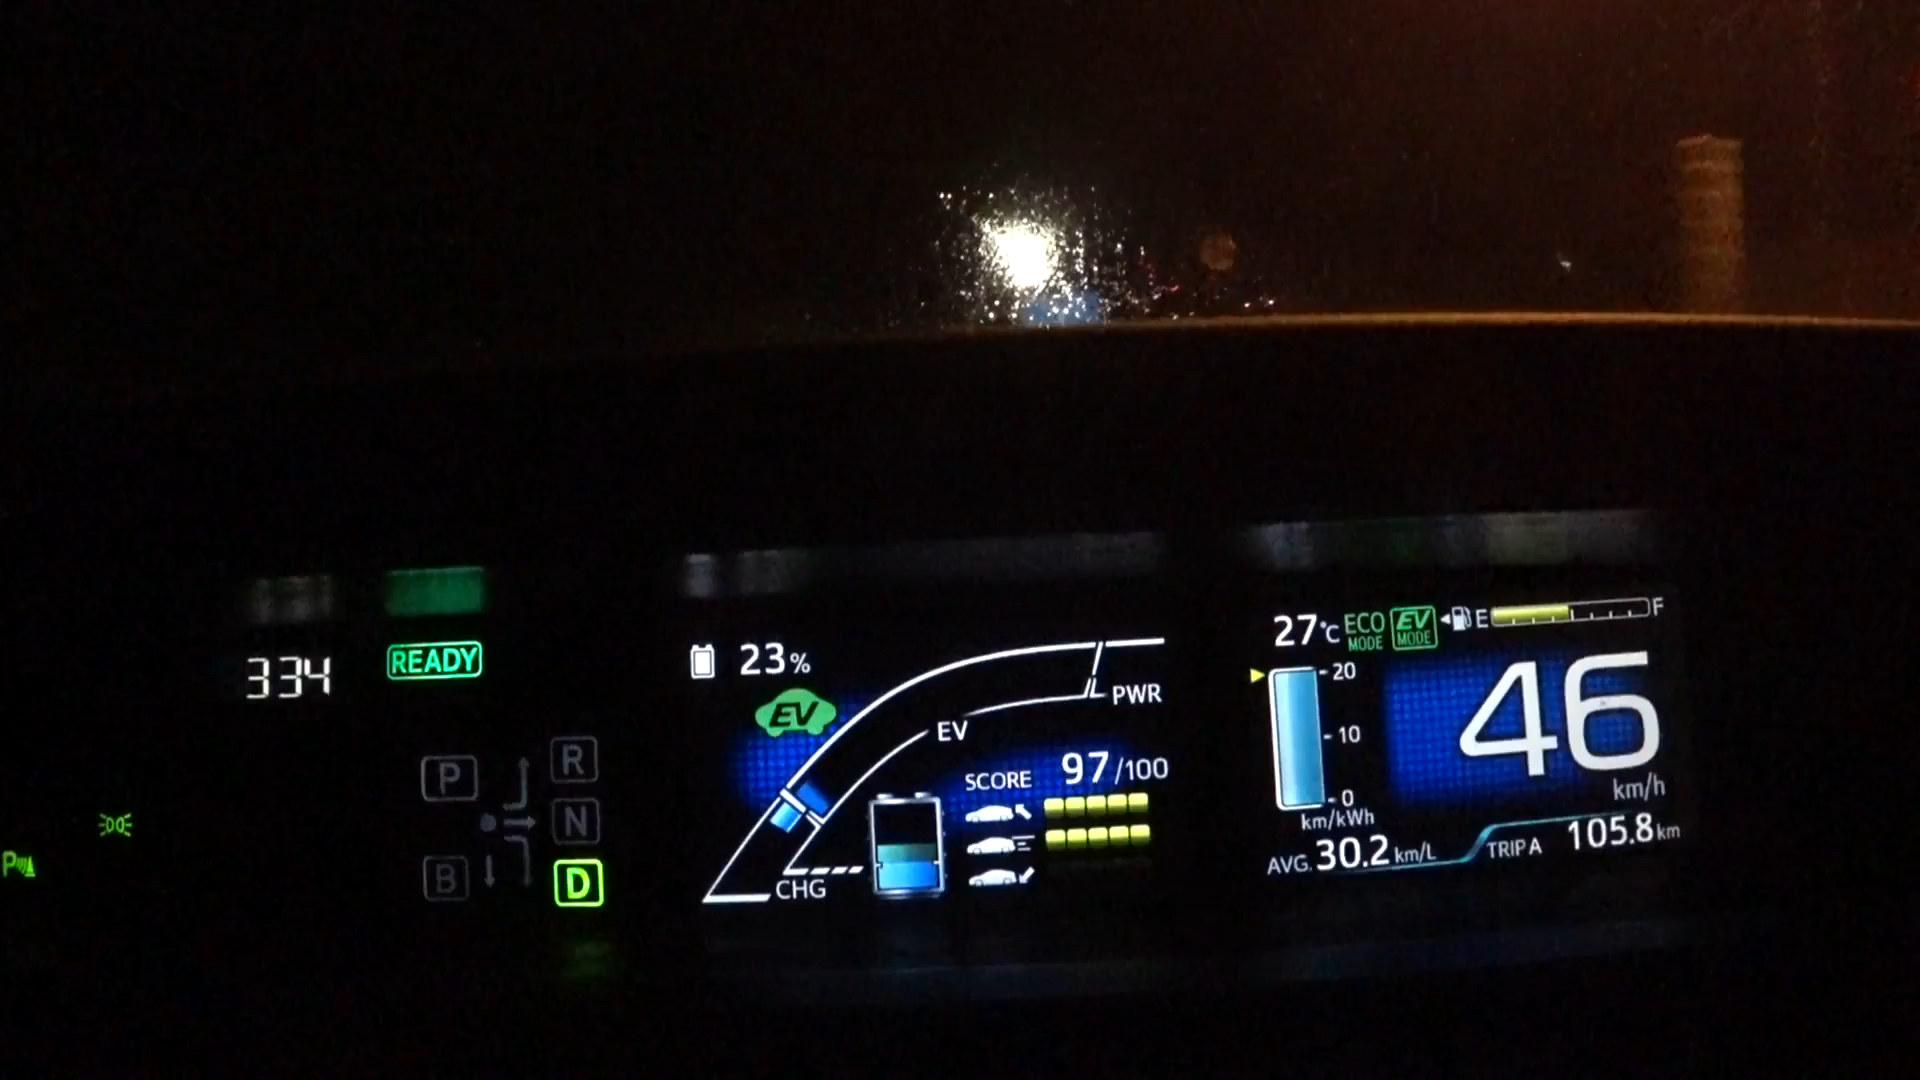 334
READY
P
R
N
B
D
P
23%
EV
EV
PWR
CHG
SCORE 97/100
27°C ECO MODE EV MODE E F
20
10
0
km/kWh
46
km/h
AVG. 30.2 km/L
TRIP A 105.8 km